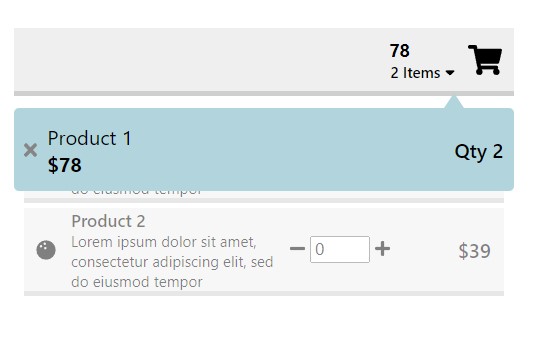 78
2 Items
Product 1
$78
Qty 2
do eiusmod tempor
Product 2
Lorem ipsum dolor sit amet,
consectetur adipiscing elit, sed
do eiusmod tempor
0
$39